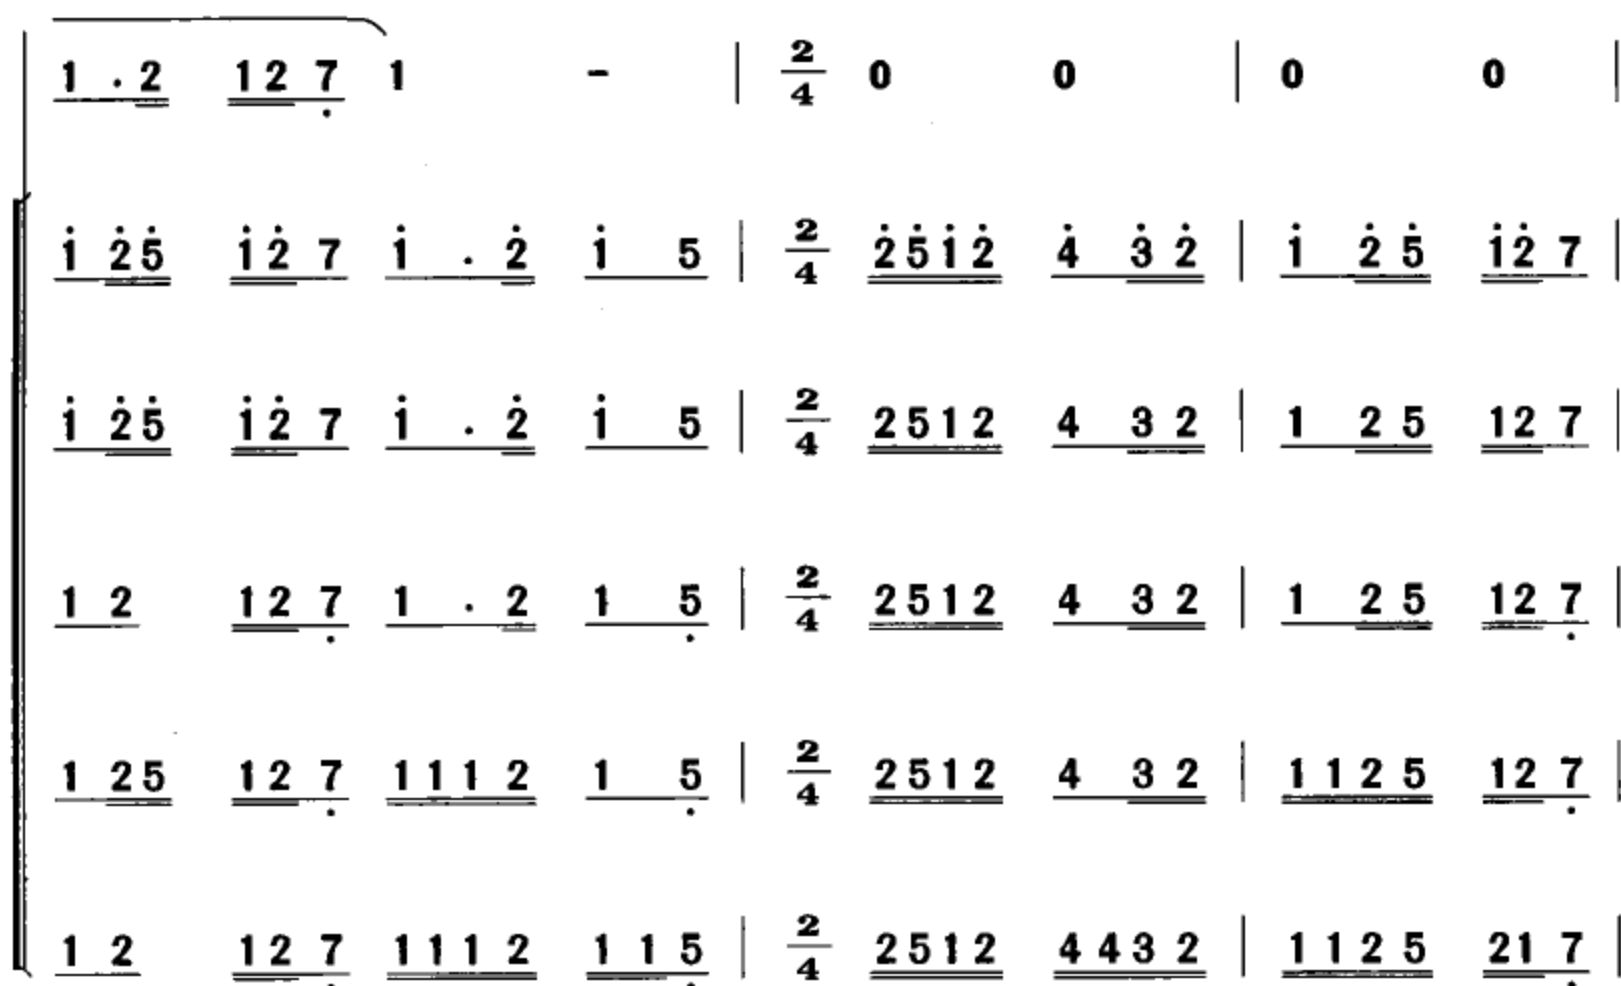 1 . 2 1 2 7̣ 1 - | 2/4 0 0 | 0 0 |
1̇ 2̇ 5̇ 1̇ 2̇ 7 1̇ . 2̇ 1̇ 5 | 2/4 2̇ 5̇ 1̇ 2̇ 4̇ 3̇ 2̇ | 1̇ 2̇ 5̇ 1̇ 2̇ 7 |
1̇ 2̇ 5̇ 1̇ 2̇ 7 1̇ . 2̇ 1̇ 5 | 2/4 2 5 1 2 4 3 2 | 1 2 5 1 2 7 |
1 2 1 2 7̣ 1 . 2 1 5̣ | 2/4 2 5 1 2 4 3 2 | 1 2 5 1 2 7̣ |
1 2 5 1 2 7̣ 1 1 1 2 1 5̣ | 2/4 2 5 1 2 4 3 2 | 1 1 2 5 1 2 7̣ |
1 2 1 2 7̣ 1 1 1 2 1 1 5̣ | 2/4 2 5 1 2 4 4 3 2 | 1 1 2 5 2 1 7̣ |